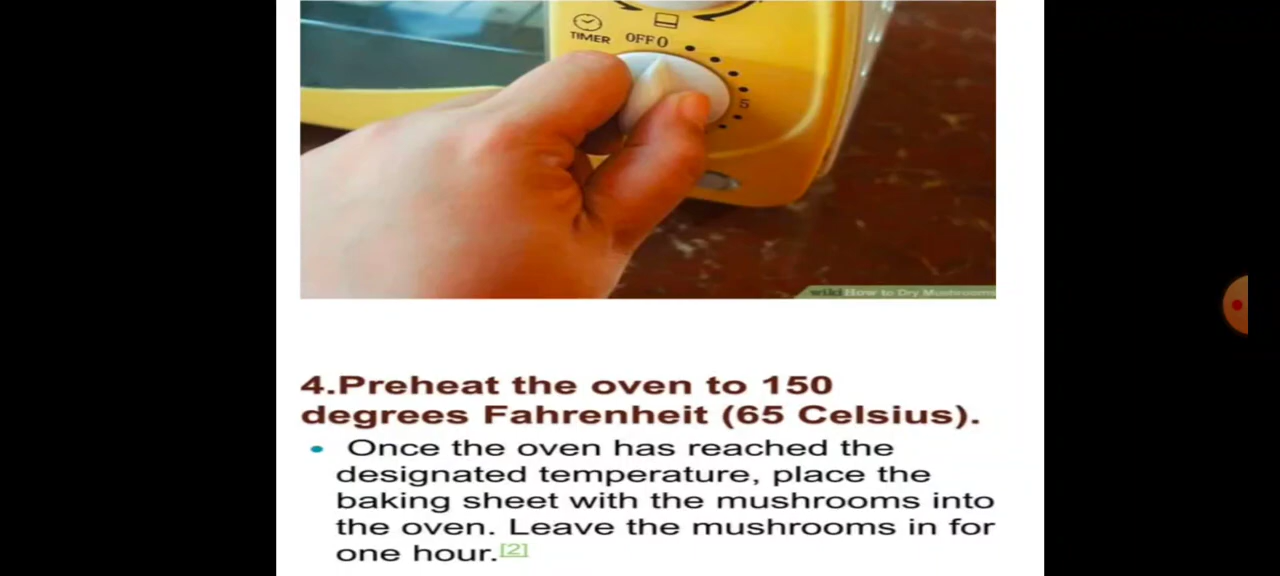 TIMER OFF 0
5
wikiHow to Dry Mushrooms
4.Preheat the oven to 150
degrees Fahrenheit (65 Celsius).
• Once the oven has reached the
designated temperature, place the
baking sheet with the mushrooms into
the oven. Leave the mushrooms in for
one hour.[2]